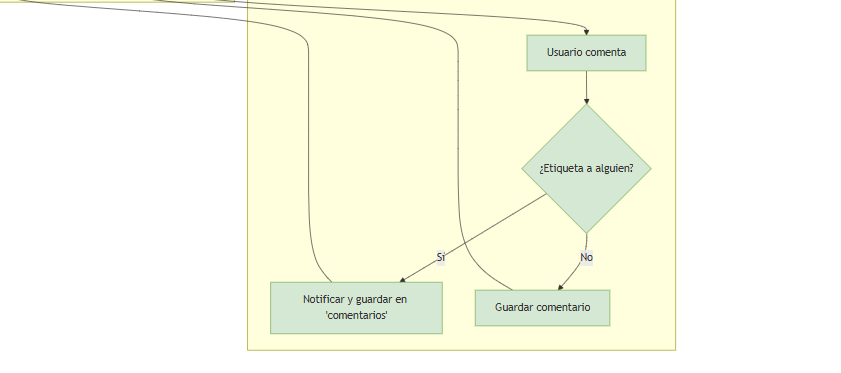 Usuario comenta
¿Etiqueta a alguien?
Sí
No
Notificar y guardar en
'comentarios'
Guardar comentario